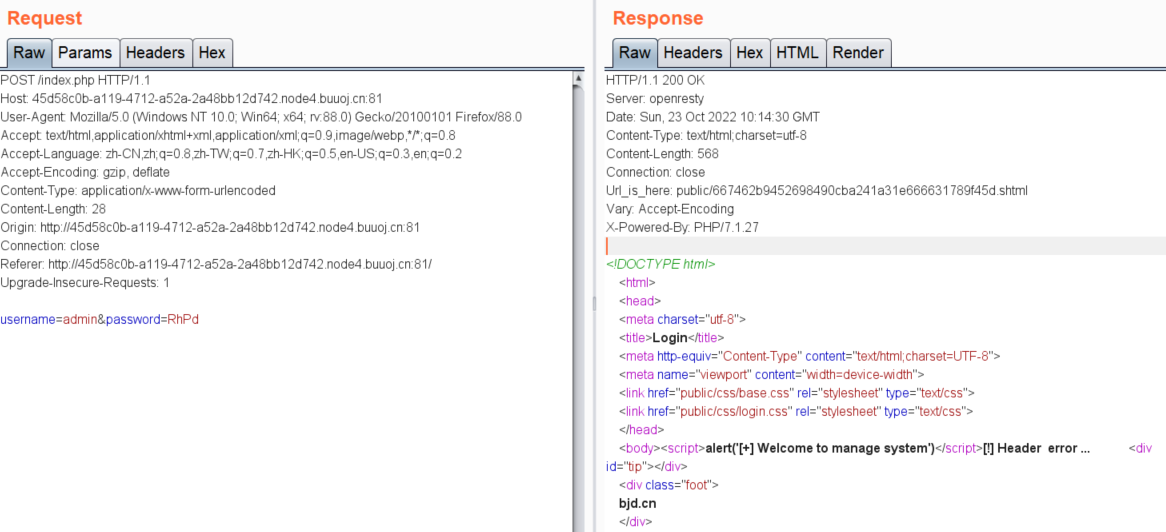 Request
Raw Params Headers Hex
POST /index.php HTTP/1.1
Host: 45d58c0b-a119-4712-a52a-2a48bb12d742.node4.buuoj.cn:81
User-Agent: Mozilla/5.0 (Windows NT 10.0; Win64; x64; rv:88.0) Gecko/20100101 Firefox/88.0
Accept: text/html,application/xhtml+xml,application/xml;q=0.9,image/webp,*/*;q=0.8
Accept-Language: zh-CN,zh;q=0.8,zh-TW;q=0.7,zh-HK;q=0.5,en-US;q=0.3,en;q=0.2
Accept-Encoding: gzip, deflate
Content-Type: application/x-www-form-urlencoded
Content-Length: 28
Origin: http://45d58c0b-a119-4712-a52a-2a48bb12d742.node4.buuoj.cn:81
Connection: close
Referer: http://45d58c0b-a119-4712-a52a-2a48bb12d742.node4.buuoj.cn:81/
Upgrade-Insecure-Requests: 1
username=admin&password=RhPd
Response
Raw Headers Hex HTML Render
HTTP/1.1 200 OK
Server: openresty
Date: Sun, 23 Oct 2022 10:14:30 GMT
Content-Type: text/html;charset=utf-8
Content-Length: 568
Connection: close
Url_is_here: public/667462b9452698490cba241a31e666631789f45d.shtml
Vary: Accept-Encoding
X-Powered-By: PHP/7.1.27
<!DOCTYPE html>
<html>
<head>
<meta charset="utf-8">
<title>Login</title>
<meta http-equiv="Content-Type" content="text/html;charset=UTF-8">
<meta name="viewport" content="width=device-width">
<link href="public/css/base.css" rel="stylesheet" type="text/css">
<link href="public/css/login.css" rel="stylesheet" type="text/css">
</head>
<body><script>alert('[+] Welcome to manage system')</script>[!] Header error ... <div
id="tip"></div>
<div class="foot">
bjd.cn
</div>